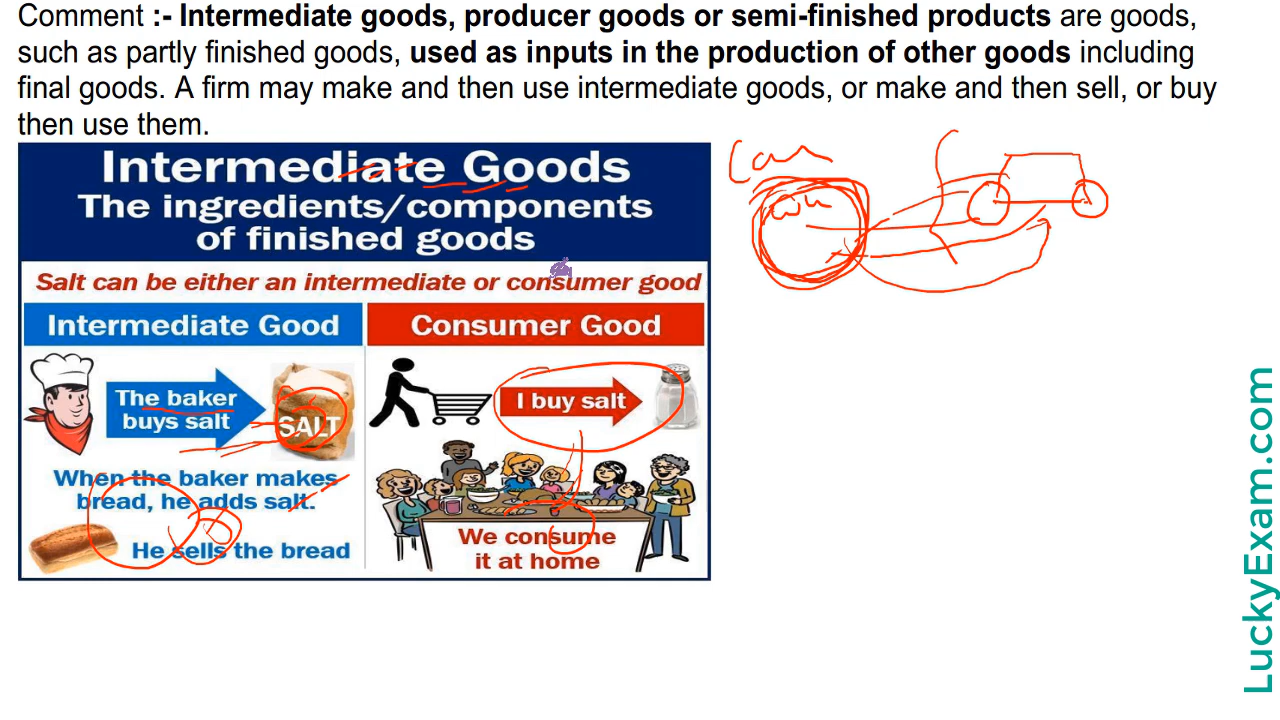 Comment :- Intermediate goods, producer goods or semi-finished products are goods,
such as partly finished goods, used as inputs in the production of other goods including
final goods. A firm may make and then use intermediate goods, or make and then sell, or buy
then use them.
Intermediate Goods
The ingredients/components
of finished goods
Salt can be either an intermediate or consumer good
Intermediate Good
The baker
buys salt
SALT
When the baker makes
bread, he adds salt.
He sells the bread
Consumer Good
I buy salt
We consume
it at home
Car
LuckyExam.com